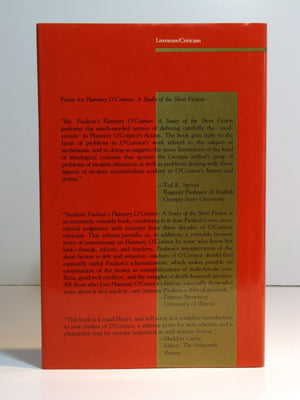 Literature/Criticism
Praise for Flannery O'Connor: A Study of the Short Fiction:
"Ms. Paulson's Flannery O'Connor: A Study of the Short Fiction
performs the much-needed service of defining carefully the 'mod-
ernism' in Flannery O'Connor's fiction. The book goes right to the
heart of problems in O'Connor's work related to the subject of
modernism, and in doing so suggests the many limitations of the kind
of theological criticism that ignores the Georgia author's grasp of
problems of modern alienation as well as problems dealing with those
aspects of modern existentialism evident in O'Connor's letters and
stories."
—Ted R. Spivey
Regents' Professor of English
Georgia State University
"Suzanne Paulson's Flannery O'Connor: A Study of the Short Fiction is
an extremely valuable book, combining as it does Paulson's own acute
critical judgments with excerpts from three decades of O'Connor
criticism. This volume provides us, in addition, a veritable treasure
trove of commentary on Flannery O'Connor by some who knew her
best—friends, editors, and teachers. Paulson's interpretation of the
short fiction is deft and sensitive; teachers of O'Connor should find
especially useful Paulson's schematization, which makes possible an
examination of the stories in exemplifications of male-female con-
flicts, good-evil conflicts, and the struggles of death-haunted questers.
All those who love Flannery O'Connor's fiction, especially those who
write about it and teach it, owe Suzanne Paulson a debt of gratitude."
—Preston Browning
University of Illinois
"This book is a small library, and will serve as a complete introduction
to new readers of O'Connor, a starting point for new scholars and a
pleasurable read for anyone interested in well written fiction."
—Sheldon Currie
Editor, The Antigonish
Review